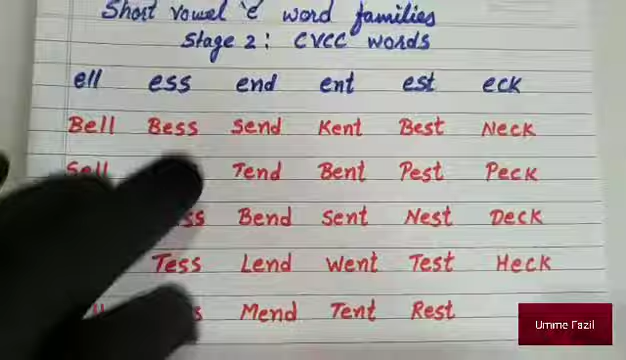 Short vowel 'e' word families
Stage 2: CVCC words
ell ess end ent est eck
Bell Bess Send Kent Best Neck
Sell Tend Bent Pest Peck
Bend Sent Nest Deck
Tess Lend Went Test Heck
Mend Tent Rest
Umme Fazil